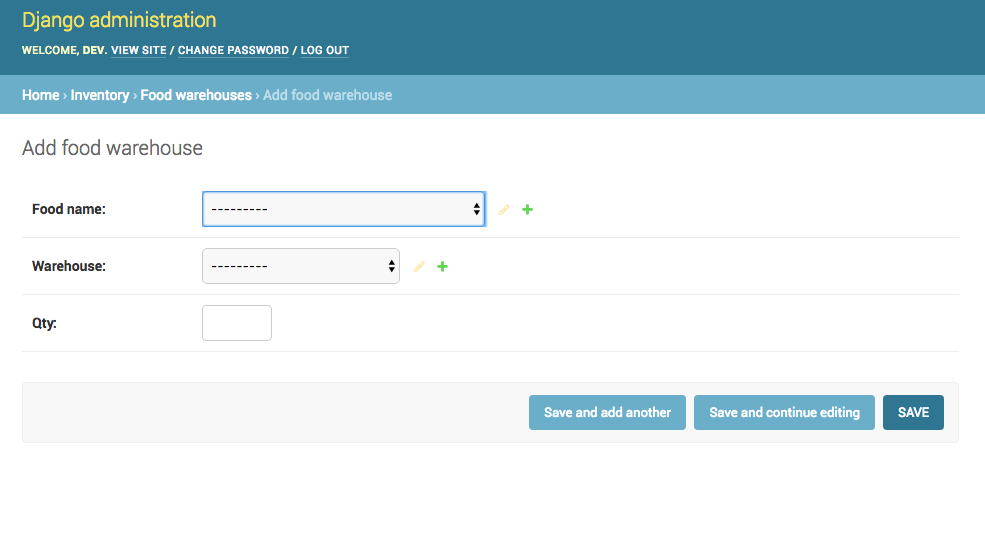 Django administration
WELCOME, DEV. VIEW SITE / CHANGE PASSWORD / LOG OUT
Home › Inventory › Food warehouses › Add food warehouse
Add food warehouse
Food name: ---------
Warehouse: ---------
Qty:
Save and add another Save and continue editing SAVE